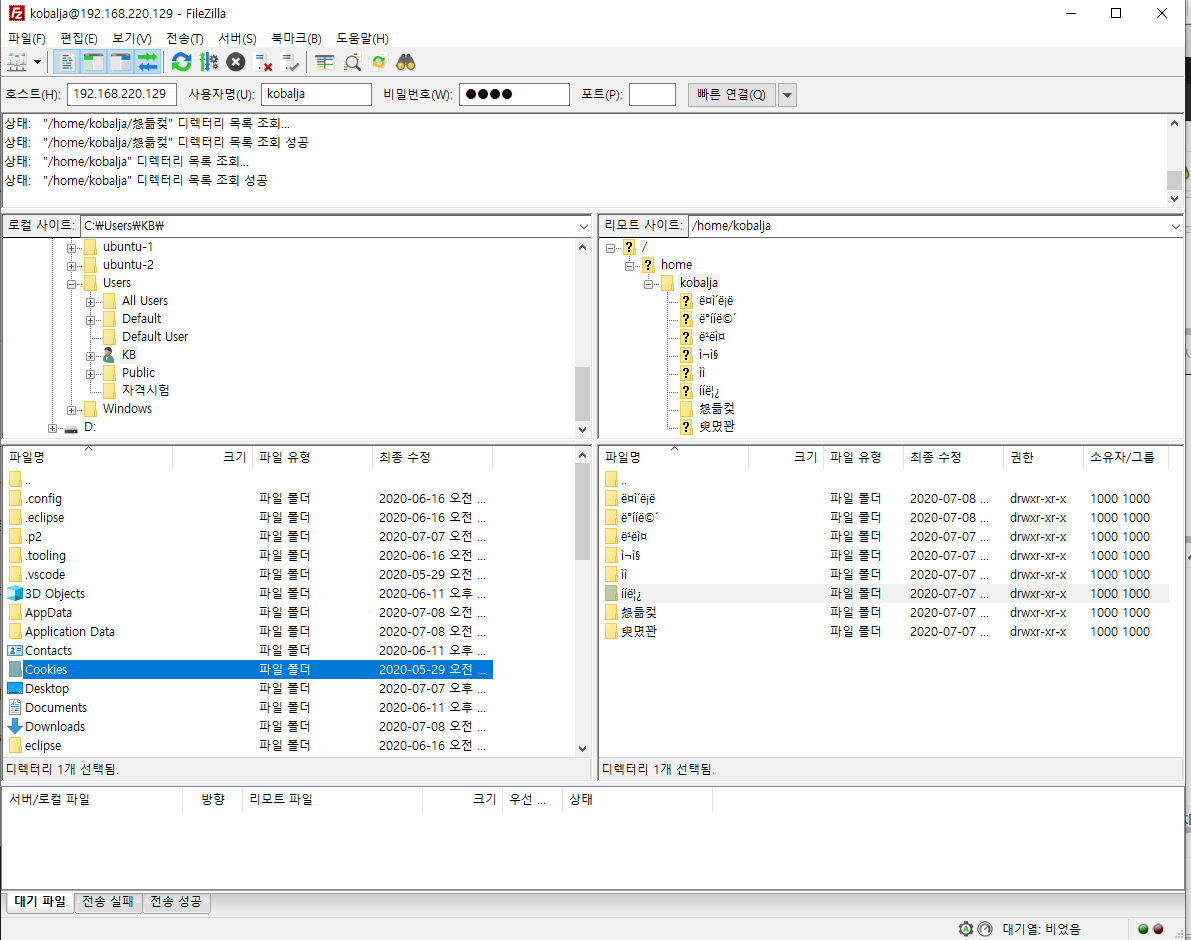 kobalja@192.168.220.129 - FileZilla
파일(F) 편집(E) 보기(V) 전송(T) 서버(S) 북마크(B) 도움말(H)
호스트(H): 192.168.220.129 사용자명(U): kobalja 비밀번호(W): ●●●● 포트(P): 빠른 연결(Q)
상태: "/home/kobalja/怨듦컻" 디렉터리 목록 조회...
상태: "/home/kobalja/怨듦컻" 디렉터리 목록 조회 성공
상태: "/home/kobalja" 디렉터리 목록 조회...
상태: "/home/kobalja" 디렉터리 목록 조회 성공
로컬 사이트: C:₩Users₩KB₩
ubuntu-1
ubuntu-2
Users
All Users
Default
Default User
KB
Public
자격시험
Windows
D:
리모트 사이트: /home/kobalja
/
home
kobalja
ë¤ì´ë¡ë
ë°íí면
ë¹ëì¤
ì¬ì§
ìì
í
怨듦컻
파일명 크기 파일 유형 최종 수정
..
.config 파일 폴더 2020-06-16 오전 ...
.eclipse 파일 폴더 2020-06-16 오전 ...
.p2 파일 폴더 2020-07-07 오전 ...
.tooling 파일 폴더 2020-06-16 오전 ...
.vscode 파일 폴더 2020-05-29 오전 ...
3D Objects 파일 폴더 2020-06-11 오후 ...
AppData 파일 폴더 2020-07-08 오전 ...
Application Data 파일 폴더 2020-07-08 오전 ...
Contacts 파일 폴더 2020-06-11 오후 ...
Cookies 파일 폴더 2020-05-29 오전 ...
Desktop 파일 폴더 2020-07-07 오후 ...
Documents 파일 폴더 2020-06-11 오후 ...
Downloads 파일 폴더 2020-07-08 오전 ...
eclipse 파일 폴더 2020-06-16 오전 ...
디렉터리 1개 선택됨.
파일명 크기 파일 유형 최종 수정 권한 소유자/그룹
..
ë¤ì´ë¡ë 파일 폴더 2020-07-08 ... drwxr-xr-x 1000 1000
파일 폴더 2020-07-08 ... drwxr-xr-x 1000 1000
ë¹ëì¤ 파일 폴더 2020-07-07 ... drwxr-xr-x 1000 1000
ì¬ì§ 파일 폴더 2020-07-07 ... drwxr-xr-x 1000 1000
ìì 파일 폴더 2020-07-07 ... drwxr-xr-x 1000 1000
파일 폴더 2020-07-07 ... drwxr-xr-x 1000 1000
怨듦컻 파일 폴더 2020-07-07 ... drwxr-xr-x 1000 1000
파일 폴더 2020-07-07 ... drwxr-xr-x 1000 1000
디렉터리 1개 선택됨.
서버/로컬 파일 방향 리모트 파일 크기 우선 ... 상태
대기 파일 전송 실패 전송 성공
대기열: 비었음